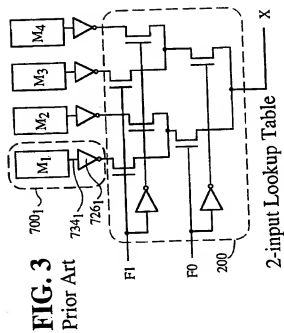 FIG. 3
Prior Art
M4
M3
M2
M1
700₁
734₁
726₁
F1
F0
200
X
2-input Lookup Table